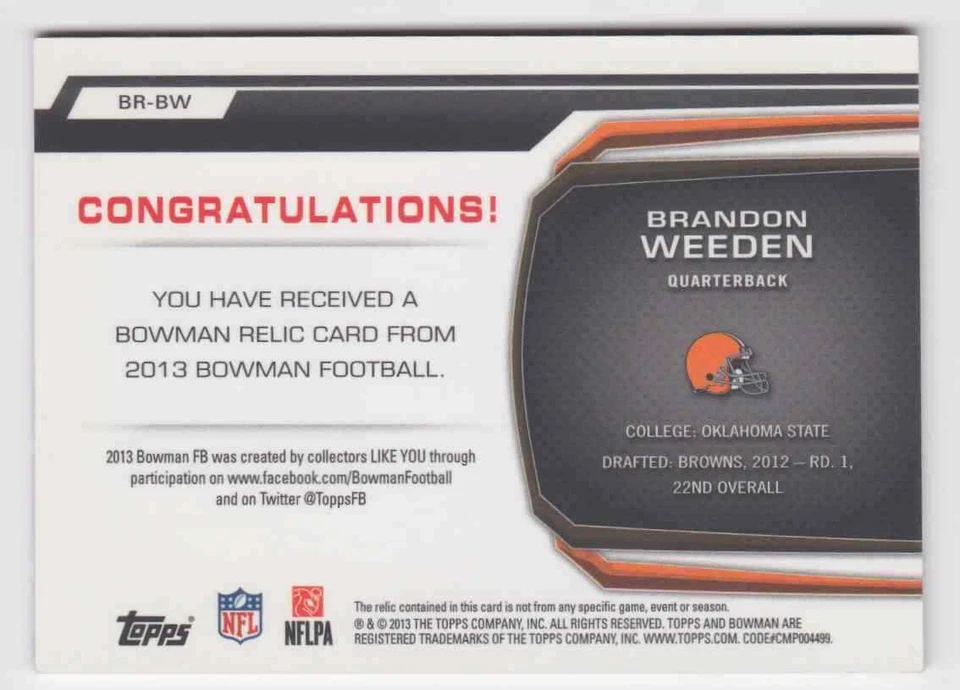 BR-BW
CONGRATULATIONS!
YOU HAVE RECEIVED A
BOWMAN RELIC CARD FROM
2013 BOWMAN FOOTBALL.
2013 Bowman FB was created by collectors LIKE YOU through
participation on www.facebook.com/BowmanFootball
and on Twitter @ToppsFB
BRANDON
WEEDEN
QUARTERBACK
COLLEGE: OKLAHOMA STATE
DRAFTED: BROWNS, 2012 – RD. 1,
22ND OVERALL
Topps®
NFL
NFLPA
The relic contained in this card is not from any specific game, event or season.
® & © 2013 THE TOPPS COMPANY, INC. ALL RIGHTS RESERVED. TOPPS AND BOWMAN ARE
REGISTERED TRADEMARKS OF THE TOPPS COMPANY, INC. WWW.TOPPS.COM. CODE#CMP004499.